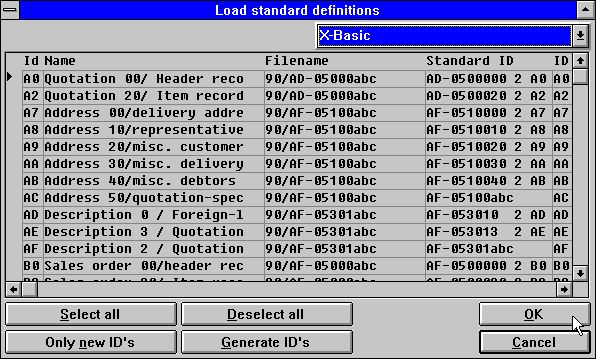 Load standard definitions
X-Basic
Id Name Filename Standard ID ID
A0 Quotation 00/ Header reco 90/AD-05000abc AD-0500000 2 A0 A0
A2 Quotation 20/ Item record 90/AD-05000abc AD-0500020 2 A2 A2
A7 Address 00/delivery addre 90/AF-05100abc AF-0510000 2 A7 A7
A8 Address 10/representative 90/AF-05100abc AF-0510010 2 A8 A8
A9 Address 20/misc. customer 90/AF-05100abc AF-0510020 2 A9 A9
AA Address 30/misc. delivery 90/AF-05100abc AF-0510030 2 AA AA
AB Address 40/misc. debtors 90/AF-05100abc AF-0510040 2 AB AB
AC Address 50/quotation-spec 90/AF-05100abc AF-05100abc AC
AD Description 0 / Foreign-l 90/AF-05301abc AF-053010 2 AD AD
AE Description 3 / Quotation 90/AF-05301abc AF-053013 2 AE AE
AF Description 2 / Quotation 90/AF-05301abc AF-05301abc AF
B0 Sales order 00/header rec 90/AF-05000abc AF-0500000 2 B0 B0
Select all Deselect all OK
Only new ID's Generate ID's Cancel